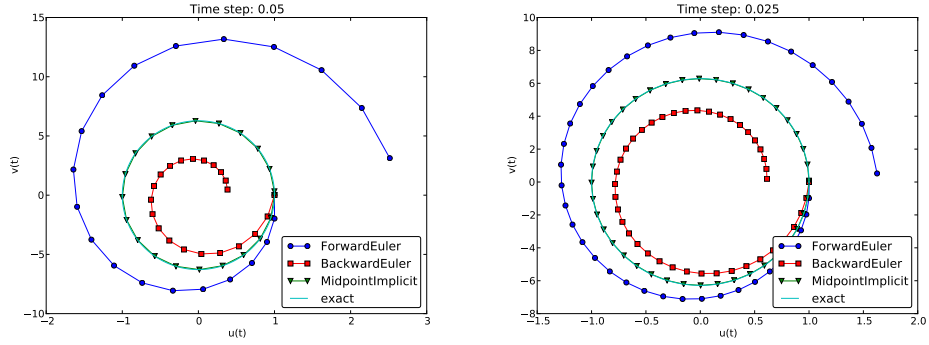 Time step: 0.05
15
10
5
0
−5
−10
v(t)
−2
−1
0
1
2
3
u(t)
ForwardEuler
BackwardEuler
MidpointImplicit
exact
Time step: 0.025
10
8
6
4
2
0
−2
−4
−6
−8
v(t)
−1.5
−1.0
−0.5
0.0
0.5
1.0
1.5
2.0
u(t)
ForwardEuler
BackwardEuler
MidpointImplicit
exact